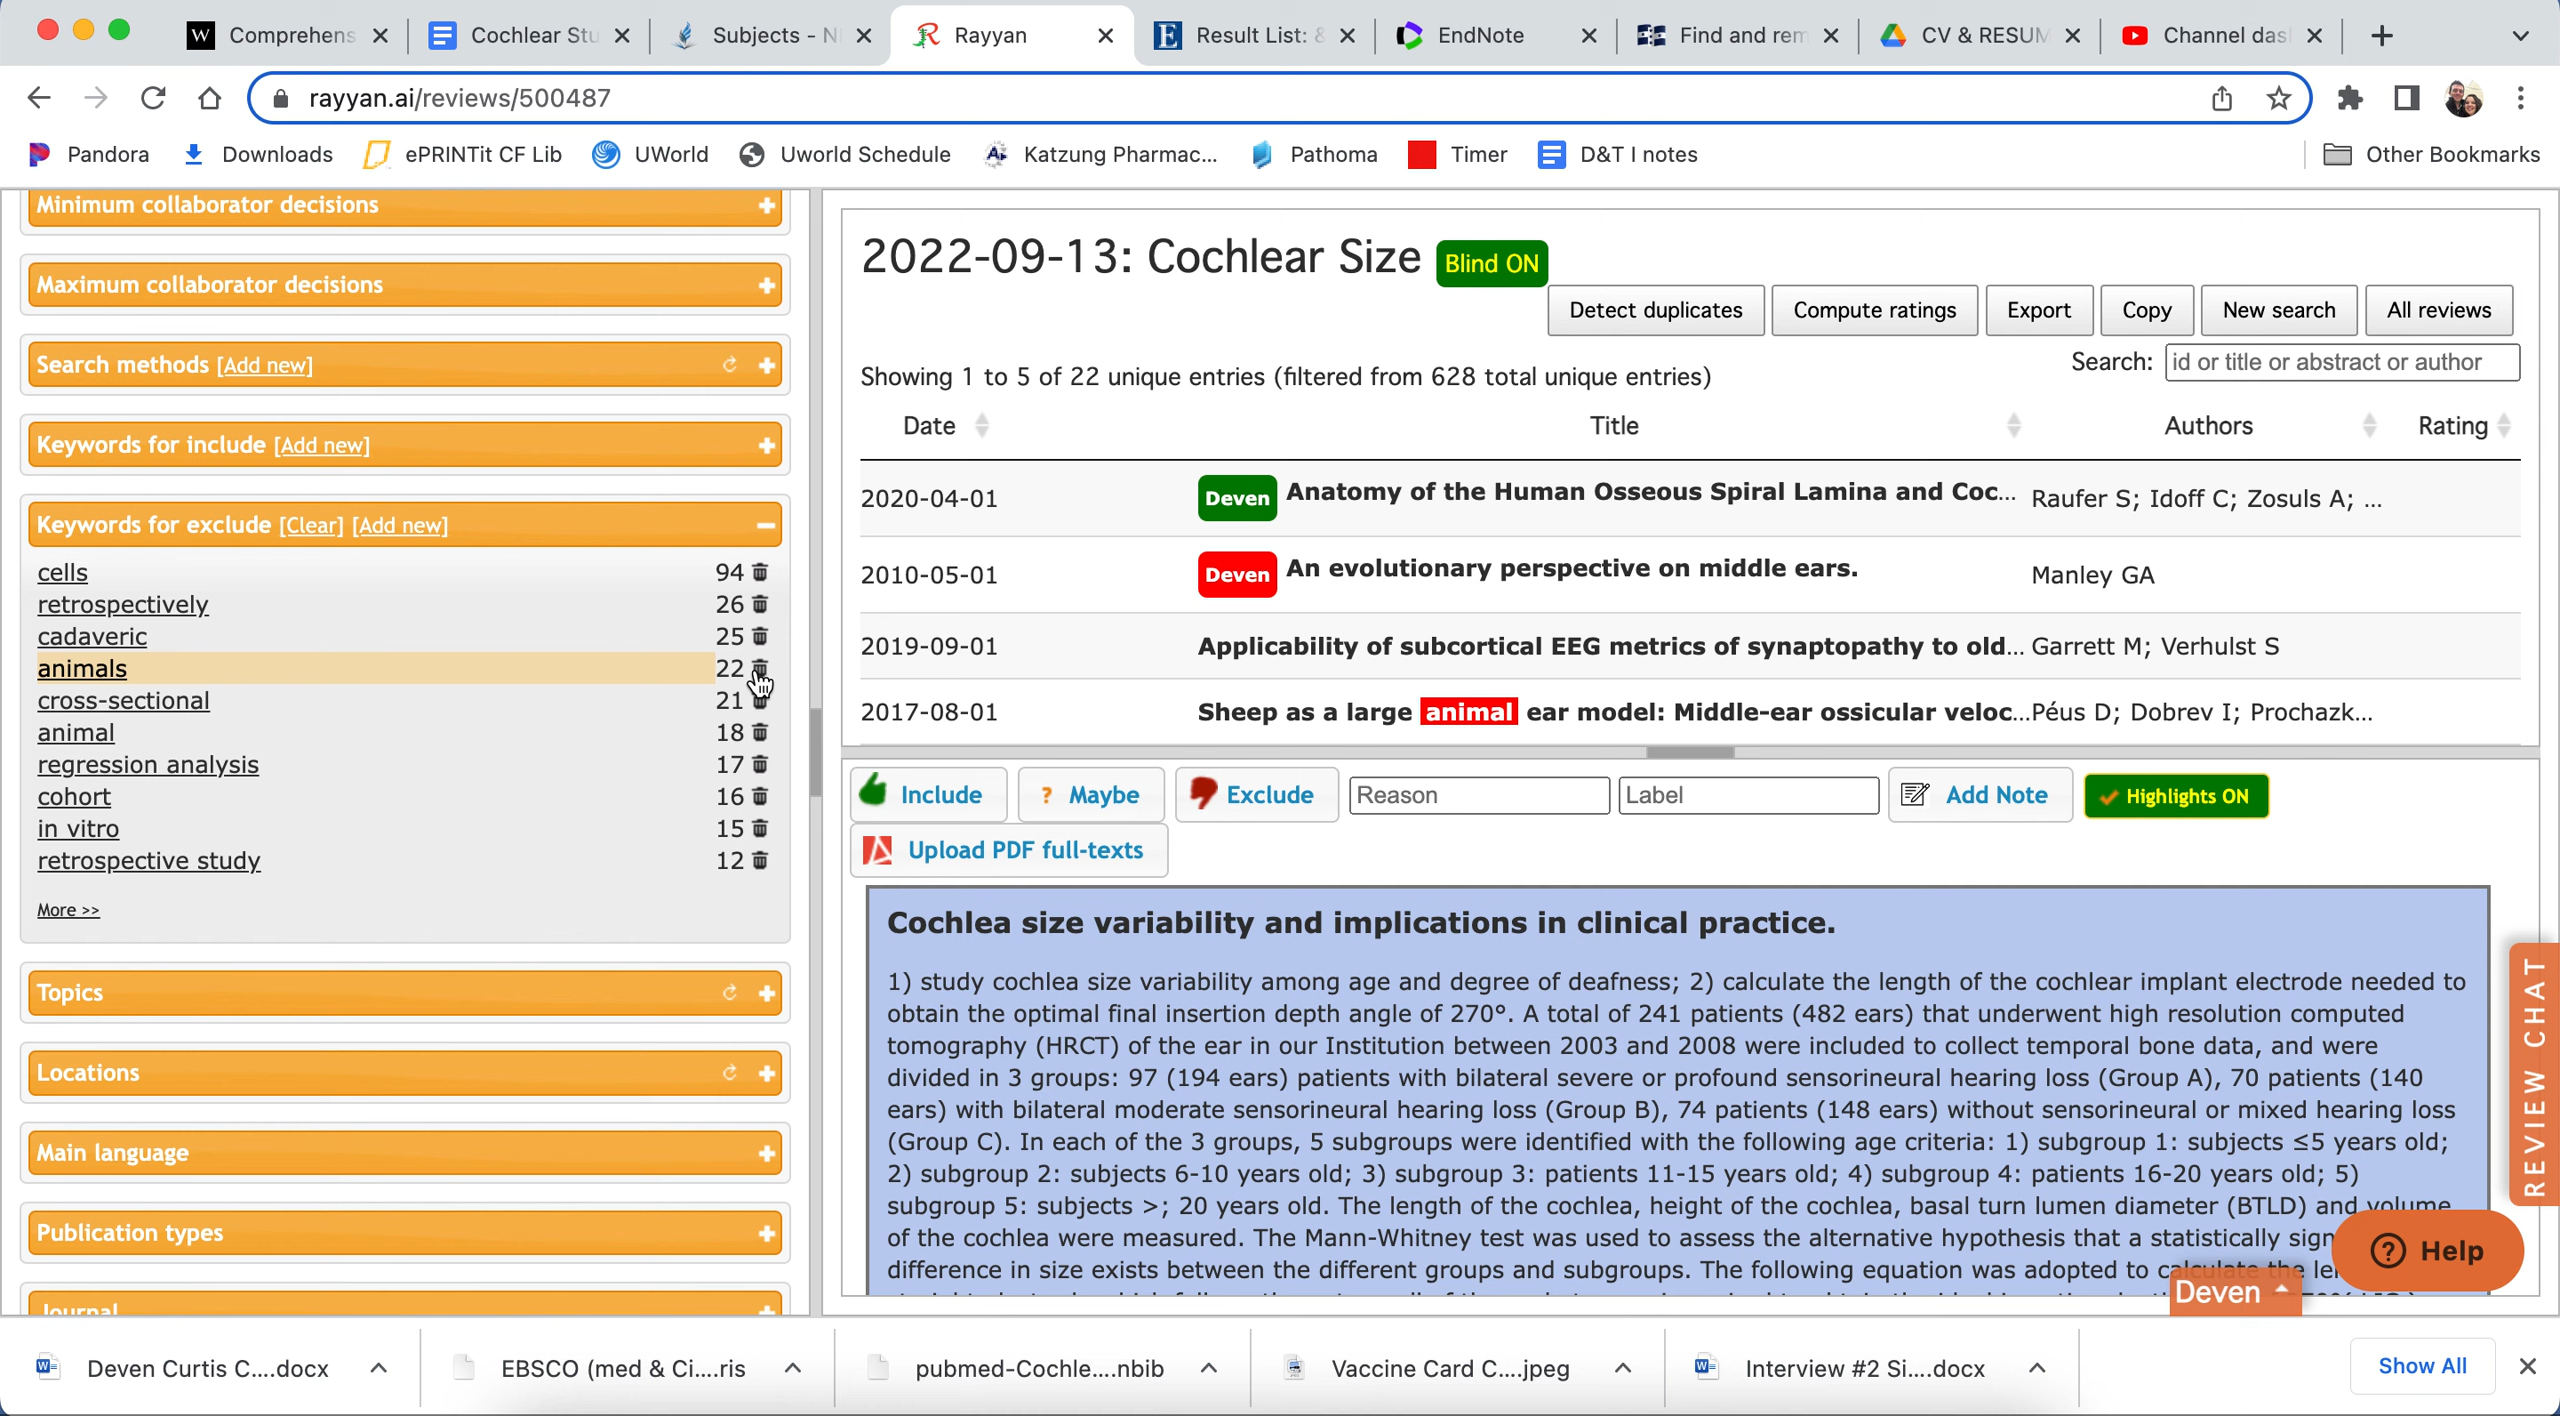 Comprehens
Cochlear Stu
Subjects - N
Rayyan
Result List: &
EndNote
Find and rem
CV & RESUM
Channel das
rayyan.ai/reviews/500487
Pandora
Downloads
ePRINTit CF Lib
UWorld
Uworld Schedule
Katzung Pharmac...
Pathoma
Timer
D&T I notes
Other Bookmarks
Minimum collaborator decisions
Maximum collaborator decisions
Search methods [Add new]
Keywords for include [Add new]
Keywords for exclude [Clear] [Add new]
cells 94
retrospectively 26
cadaveric 25
animals 22
cross-sectional 21
animal 18
regression analysis 17
cohort 16
in vitro 15
retrospective study 12
More >>
Topics
Locations
Main language
Publication types
Journal
2022-09-13: Cochlear Size Blind ON
Detect duplicates Compute ratings Export Copy New search All reviews
Showing 1 to 5 of 22 unique entries (filtered from 628 total unique entries)
Search: id or title or abstract or author
Date Title Authors Rating
2020-04-01 Deven Anatomy of the Human Osseous Spiral Lamina and Coc... Raufer S; Idoff C; Zosuls A; ...
2010-05-01 Deven An evolutionary perspective on middle ears. Manley GA
2019-09-01 Applicability of subcortical EEG metrics of synaptopathy to old... Garrett M; Verhulst S
2017-08-01 Sheep as a large animal ear model: Middle-ear ossicular veloc... Péus D; Dobrev I; Prochazk...
Include ? Maybe Exclude Reason Label Add Note Highlights ON
Upload PDF full-texts
Cochlea size variability and implications in clinical practice.
1) study cochlea size variability among age and degree of deafness; 2) calculate the length of the cochlear implant electrode needed to
obtain the optimal final insertion depth angle of 270°. A total of 241 patients (482 ears) that underwent high resolution computed
tomography (HRCT) of the ear in our Institution between 2003 and 2008 were included to collect temporal bone data, and were
divided in 3 groups: 97 (194 ears) patients with bilateral severe or profound sensorineural hearing loss (Group A), 70 patients (140
ears) with bilateral moderate sensorineural hearing loss (Group B), 74 patients (148 ears) without sensorineural or mixed hearing loss
(Group C). In each of the 3 groups, 5 subgroups were identified with the following age criteria: 1) subgroup 1: subjects ≤5 years old;
2) subgroup 2: subjects 6-10 years old; 3) subgroup 3: patients 11-15 years old; 4) subgroup 4: patients 16-20 years old; 5)
subgroup 5: subjects >; 20 years old. The length of the cochlea, height of the cochlea, basal turn lumen diameter (BTLD) and volume
of the cochlea were measured. The Mann-Whitney test was used to assess the alternative hypothesis that a statistically sign
difference in size exists between the different groups and subgroups. The following equation was adopted to calculate the le
REVIEW CHAT
Help
Deven
Deven Curtis C....docx
EBSCO (med & Ci....ris
pubmed-Cochle....nbib
Vaccine Card C....jpeg
Interview #2 Si....docx
Show All